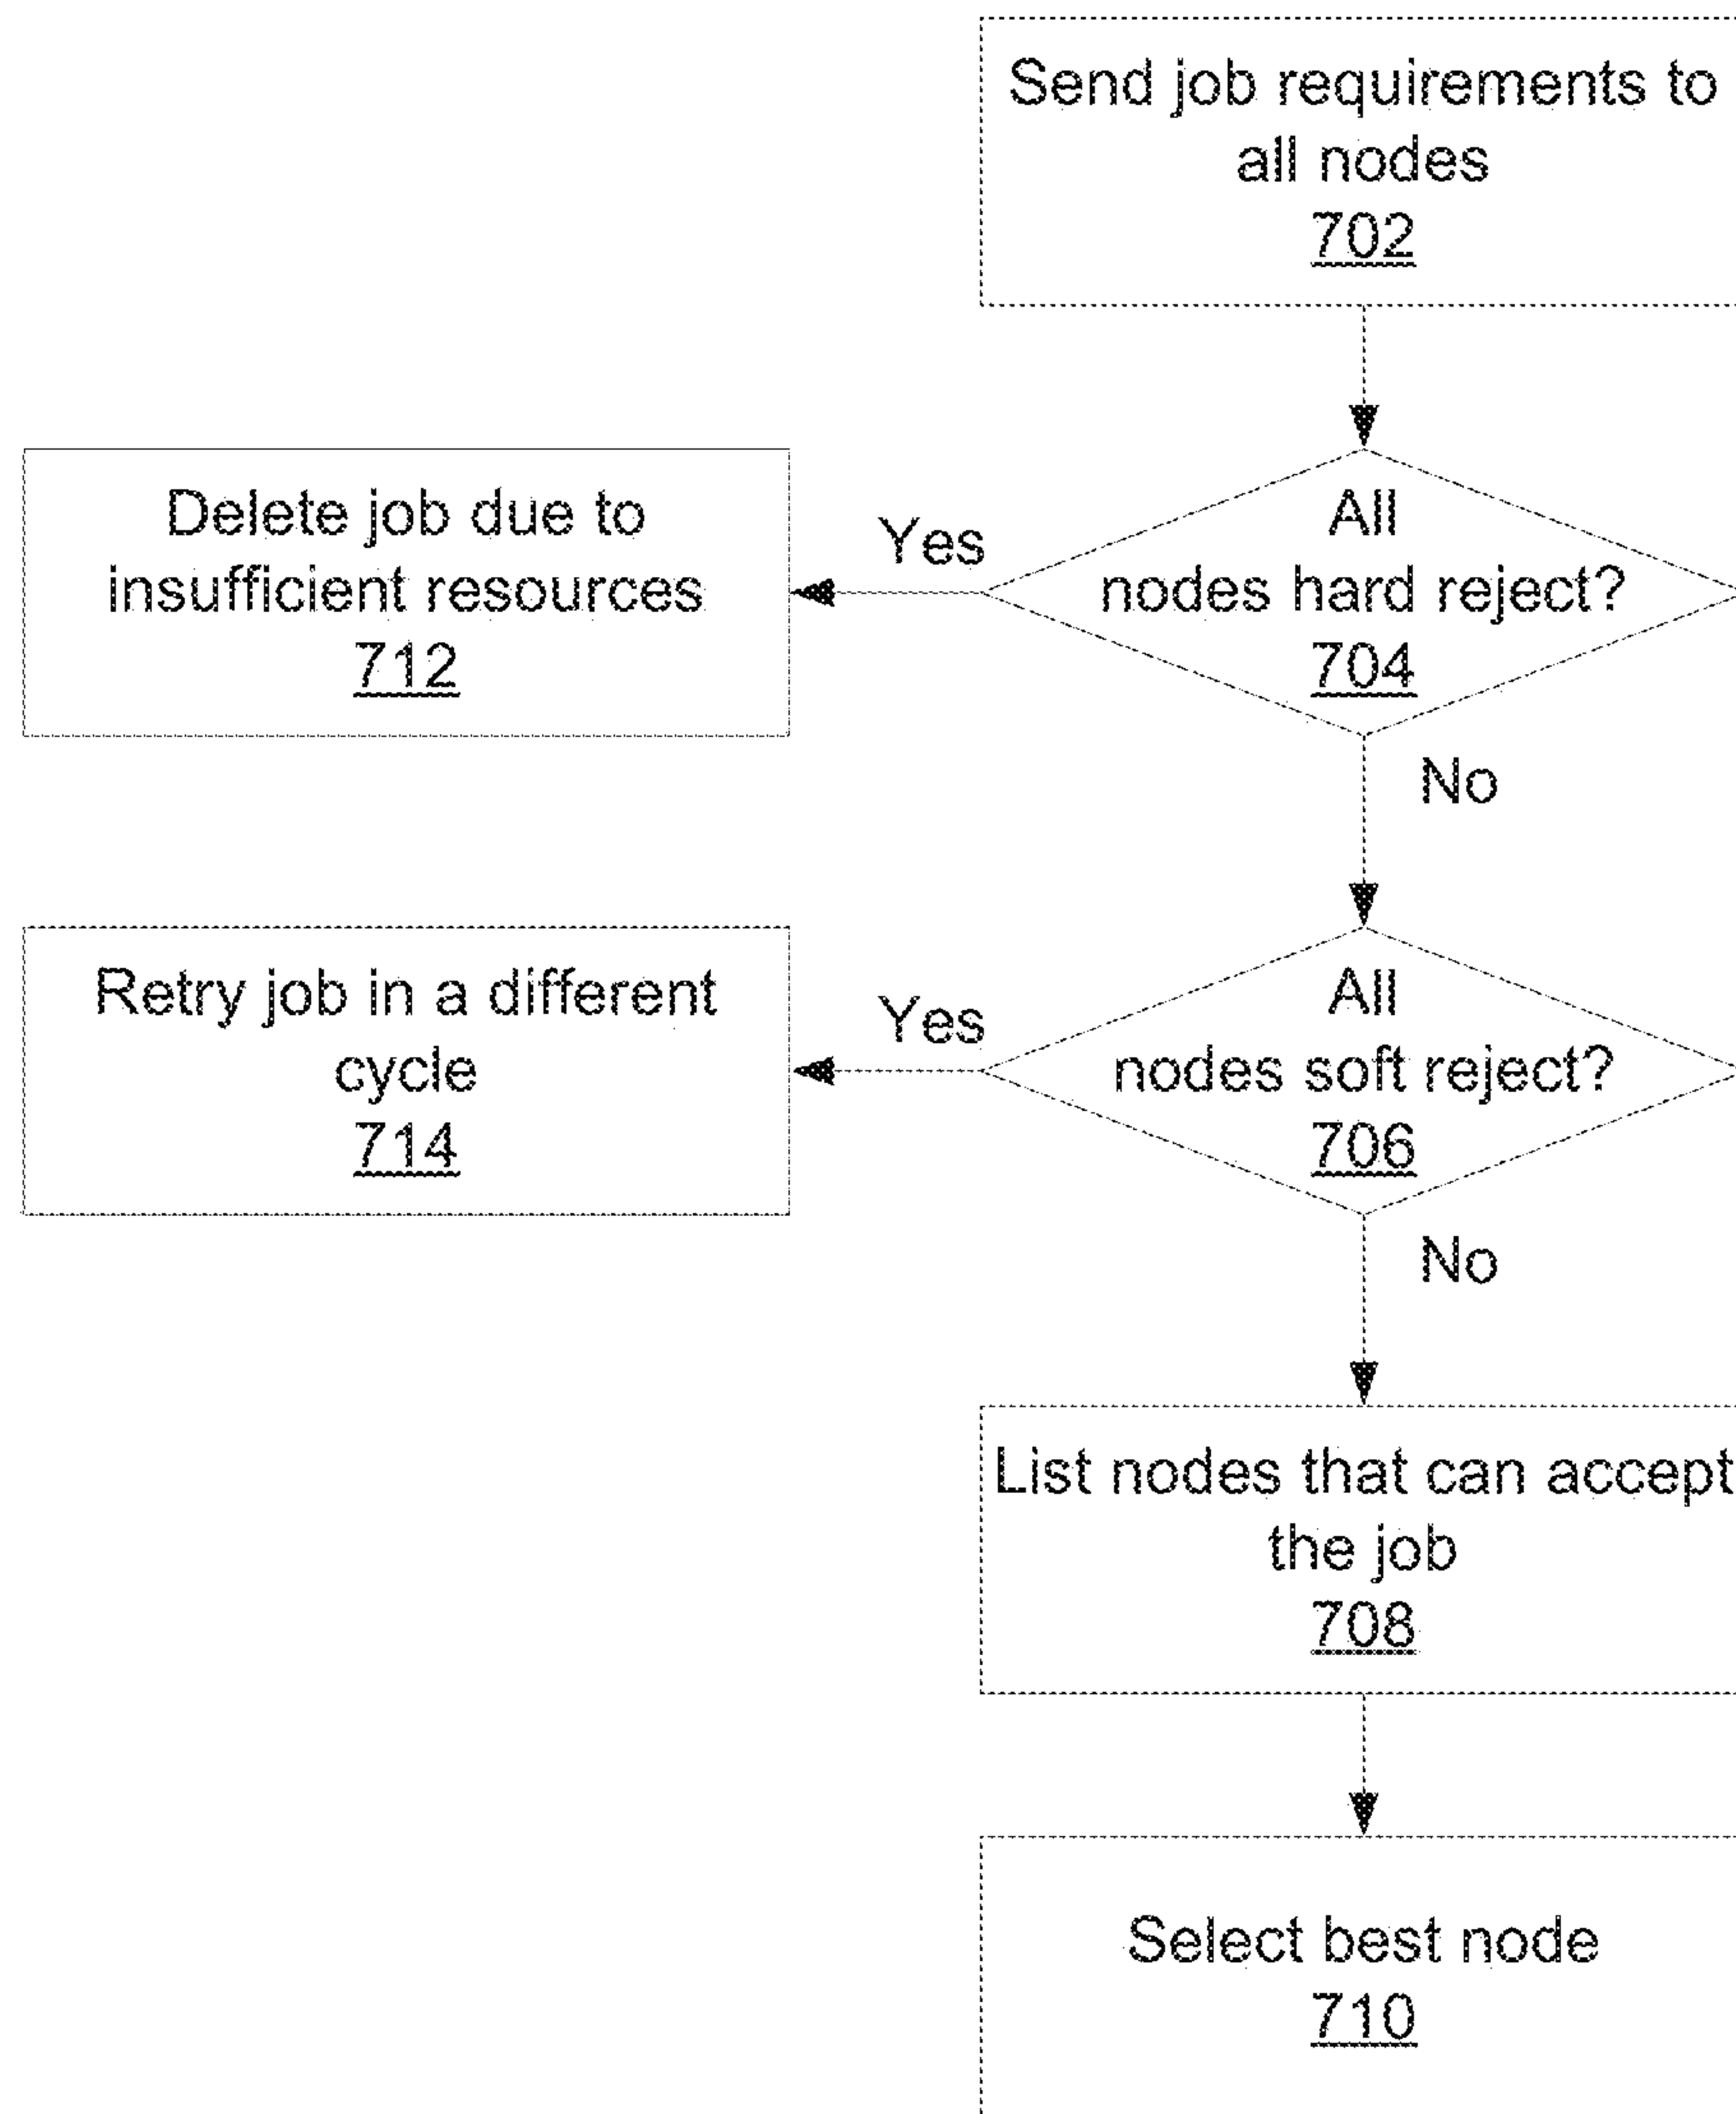 Send job requirements to
all nodes
702
Delete job due to
insufficient resources
712
Yes
All
nodes hard reject?
704
No
Retry job in a different
cycle
714
Yes
All
nodes soft reject?
706
No
List nodes that can accept
the job
708
Select best node
710